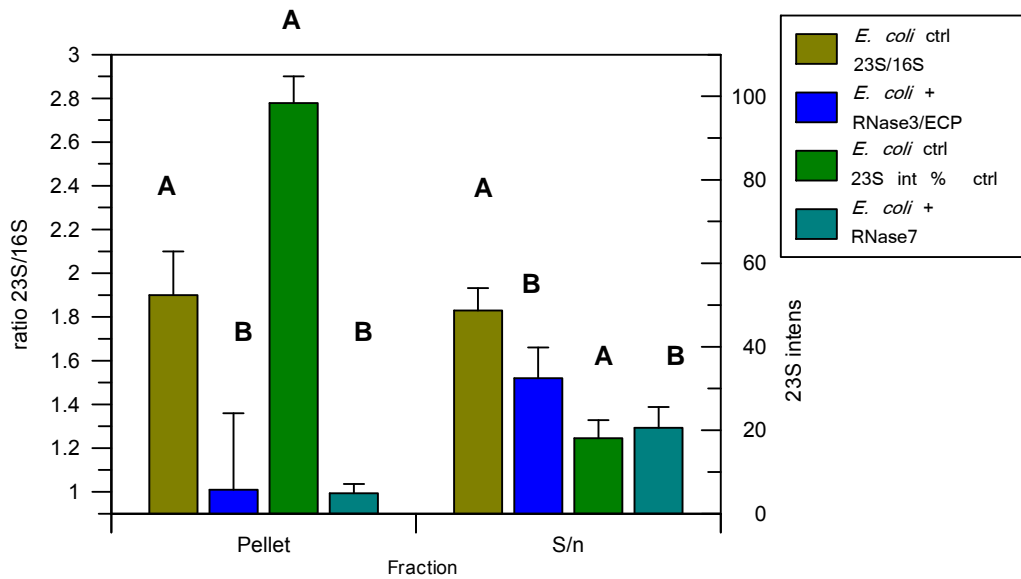 A
3
2.8
2.6
2.4
2.2
2
1.8
1.6
1.4
1.2
1
ratio 23S/16S
A
B
B
A
B
A
B
100
80
60
40
20
0
23S intens
Pellet
S/n
Fraction
E. coli ctrl
23S/16S
E. coli +
RNase3/ECP
E. coli ctrl
23S int % ctrl
E. coli +
RNase7